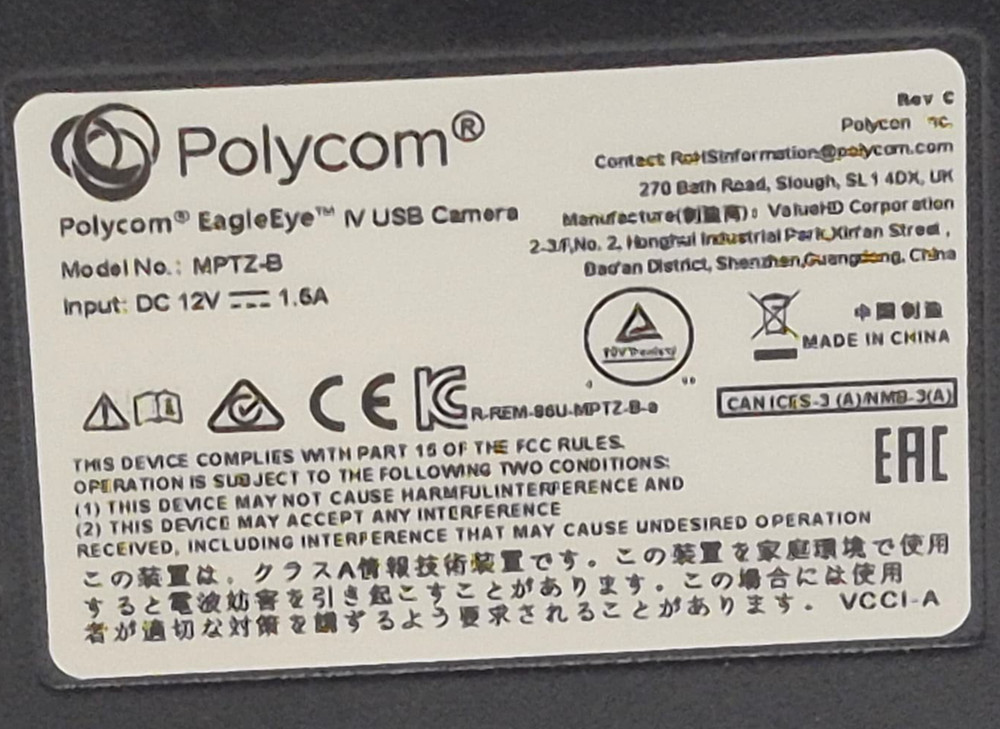 Polycom®
Polycom® EagleEye™ IV USB Camera
Model No.: MPTZ-B
Input: DC 12V ⎓ 1.6A
Rev C
Polycom
Contact RoHSinformation@polycom.com
270 Bath Road, Slough, SL1 4DX, UK
Manufacture(制造商): ValueHD Corporation
2-3/F,No. 2, Honghui Industrial Park,Xin'an Street,
Bao'an District, Shenzhen,Guangdong, China
中国制造
MADE IN CHINA
CE
R-REM-86U-MPTZ-B-a
CAN ICES-3 (A)/NMB-3(A)
EAC
THIS DEVICE COMPLIES WITH PART 15 OF THE FCC RULES.
OPERATION IS SUBJECT TO THE FOLLOWING TWO CONDITIONS:
(1) THIS DEVICE MAY NOT CAUSE HARMFULINTERFERENCE AND
(2) THIS DEVICE MAY ACCEPT ANY INTERFERENCE
RECEIVED, INCLUDING INTERFERENCE THAT MAY CAUSE UNDESIRED OPERATION
この装置は、クラスA情報技術装置です。この装置を家庭環境で使用
すると電波妨害を引き起こすことがあります。この場合には使用
者が適切な対策を講ずるよう要求されることがあります。 VCCI-A